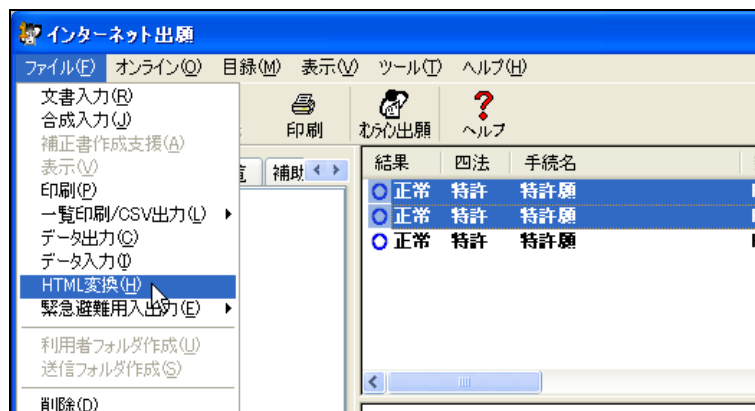 インターネット出願
ファイル(F) オンライン(O) 目録(M) 表示(V) ツール(T) ヘルプ(H)
文書入力(R)
合成入力(J)
補正書作成支援(A)
表示(V)
印刷(P)
一覧印刷/CSV出力(L)
データ出力(C)
データ入力(I)
HTML変換(H)
緊急避難用入出力(E)
利用者フォルダ作成(U)
送信フォルダ作成(S)
削除(D)
印刷 オンライン出願 ヘルプ
補助
結果 四法 手続名
正常 特許 特許願
正常 特許 特許願
正常 特許 特許願